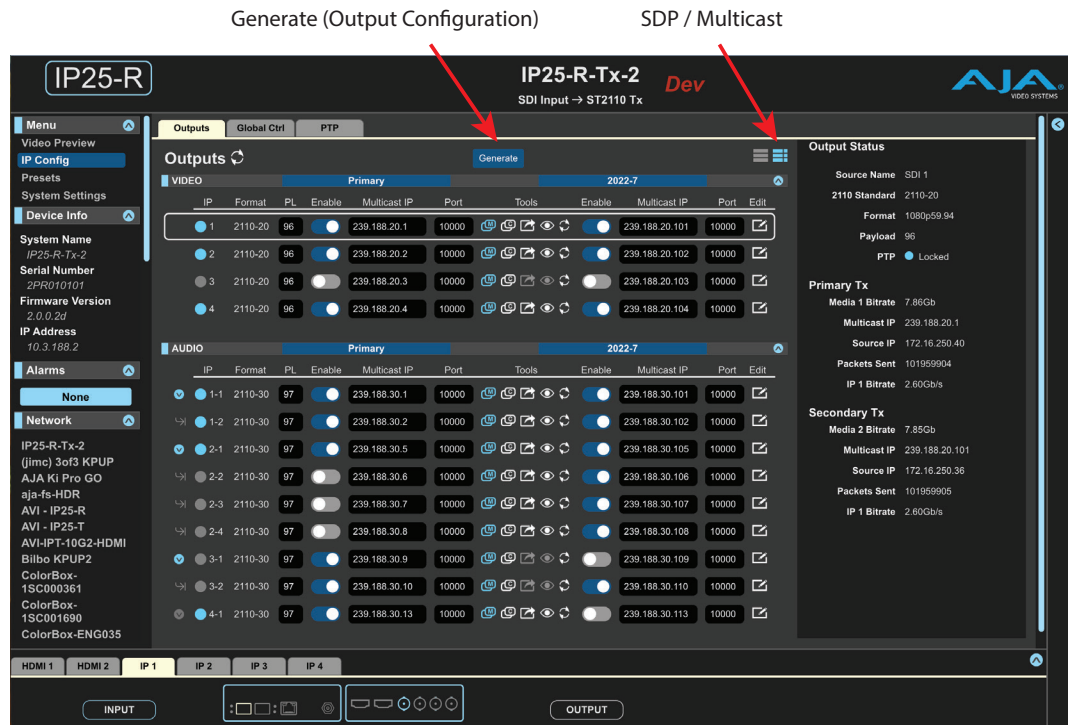 Generate (Output Configuration)
SDP / Multicast
IP25-R
IP25-R-Tx-2
Dev
SDI Input → ST2110 Tx
AJA
VIDEO SYSTEMS
Menu
Video Preview
IP Config
Presets
System Settings
Device Info
System Name
IP25-R-Tx-2
Serial Number
2PR010101
Firmware Version
2.0.0.2d
IP Address
10.3.188.2
Alarms
None
Network
IP25-R-Tx-2
(jimc) 3of3 KPUP
AJA Ki Pro GO
aja-fs-HDR
AVI - IP25-R
AVI - IP25-T
AVI-IPT-10G2-HDMI
Bilbo KPUP2
ColorBox-
1SC000361
ColorBox-
1SC001690
ColorBox-ENG035
Outputs Global Ctrl PTP
Outputs
Generate
VIDEO Primary 2022-7
IP Format PL Enable Multicast IP Port Tools Enable Multicast IP Port Edit
1 2110-20 96 239.188.20.1 10000 M C 239.188.20.101 10000
2 2110-20 96 239.188.20.2 10000 M C 239.188.20.102 10000
3 2110-20 96 239.188.20.3 10000 M C 239.188.20.103 10000
4 2110-20 96 239.188.20.4 10000 M C 239.188.20.104 10000
AUDIO Primary 2022-7
IP Format PL Enable Multicast IP Port Tools Enable Multicast IP Port Edit
1-1 2110-30 97 239.188.30.1 10000 M C 239.188.30.101 10000
1-2 2110-30 97 239.188.30.2 10000 M C 239.188.30.102 10000
2-1 2110-30 97 239.188.30.5 10000 M C 239.188.30.105 10000
2-2 2110-30 97 239.188.30.6 10000 M C 239.188.30.106 10000
2-3 2110-30 97 239.188.30.7 10000 M C 239.188.30.107 10000
2-4 2110-30 97 239.188.30.8 10000 M C 239.188.30.108 10000
3-1 2110-30 97 239.188.30.9 10000 M C 239.188.30.109 10000
3-2 2110-30 97 239.188.30.10 10000 M C 239.188.30.110 10000
4-1 2110-30 97 239.188.30.13 10000 M C 239.188.30.113 10000
Output Status
Source Name SDI 1
2110 Standard 2110-20
Format 1080p59.94
Payload 96
PTP Locked
Primary Tx
Media 1 Bitrate 7.86Gb
Multicast IP 239.188.20.1
Source IP 172.16.250.40
Packets Sent 101959904
IP 1 Bitrate 2.60Gb/s
Secondary Tx
Media 2 Bitrate 7.85Gb
Multicast IP 239.188.20.101
Source IP 172.16.250.36
Packets Sent 101959905
IP 1 Bitrate 2.60Gb/s
HDMI 1 HDMI 2 IP 1 IP 2 IP 3 IP 4
INPUT
OUTPUT